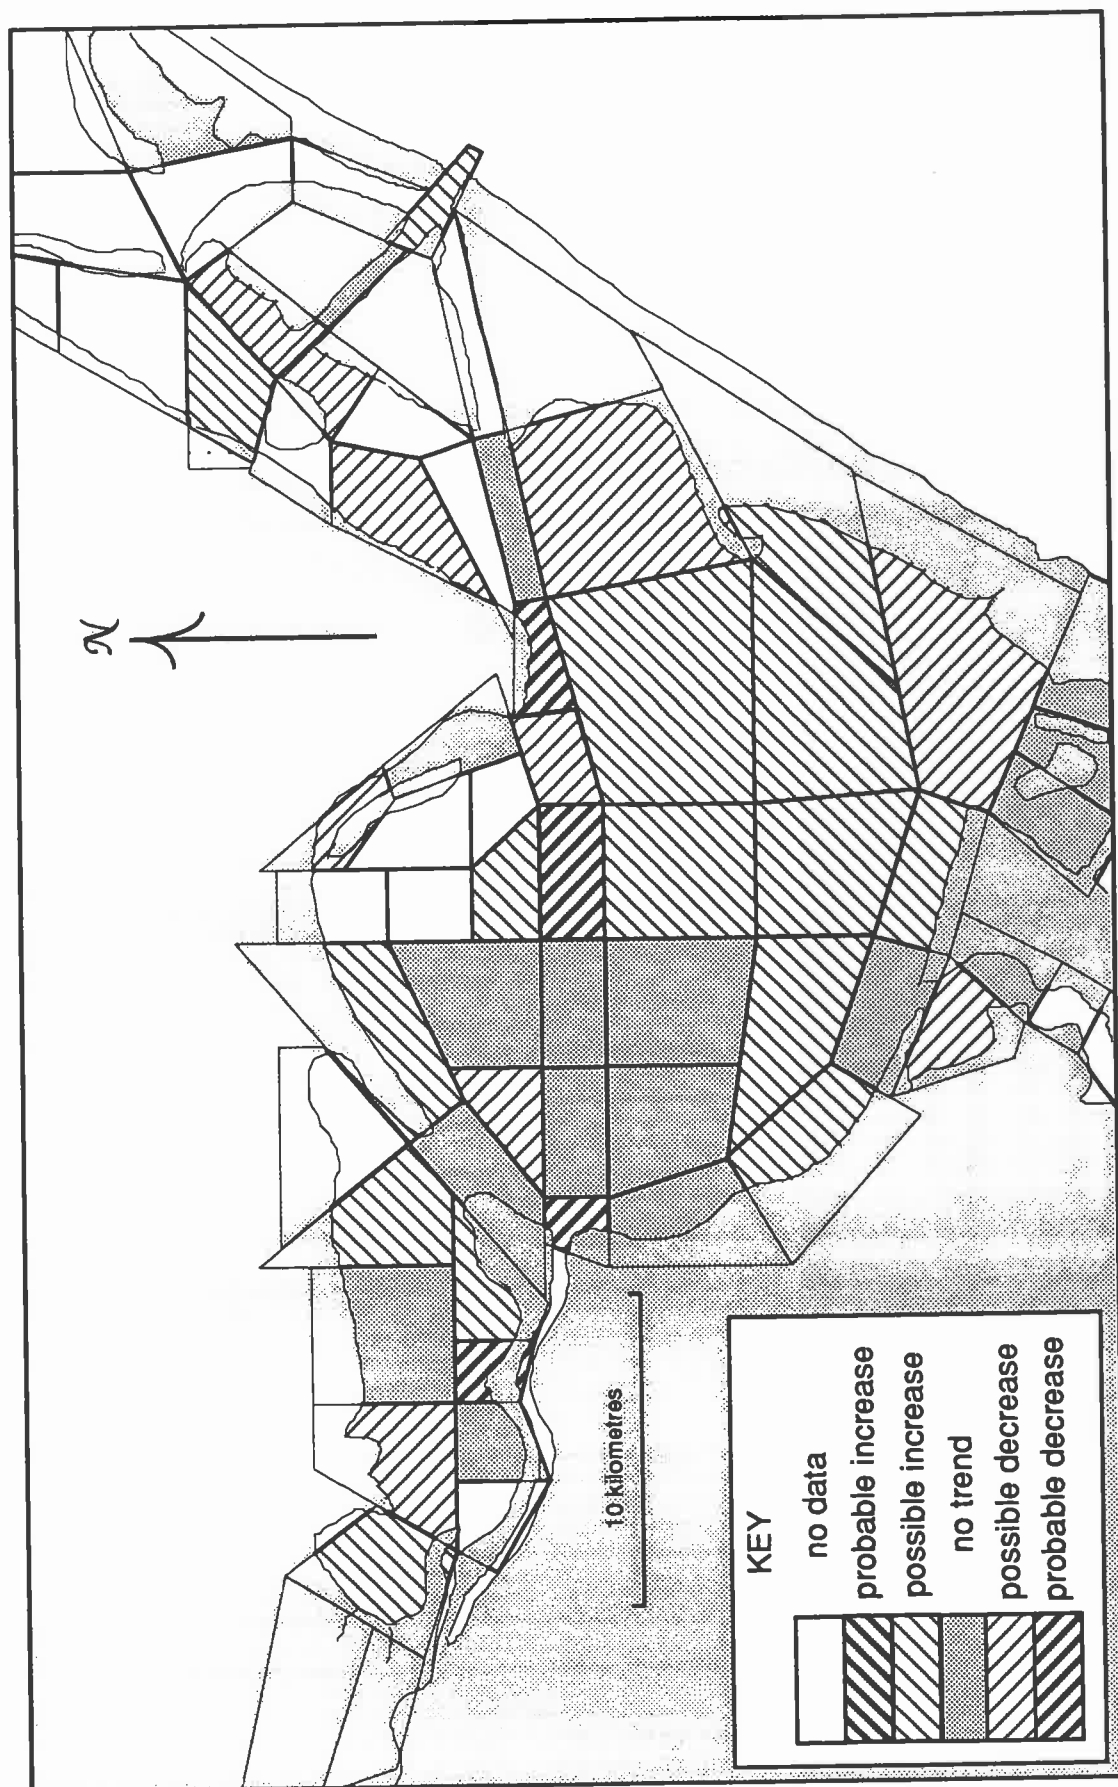 N
10 kilometres
KEY
no data
probable increase
possible increase
no trend
possible decrease
probable decrease